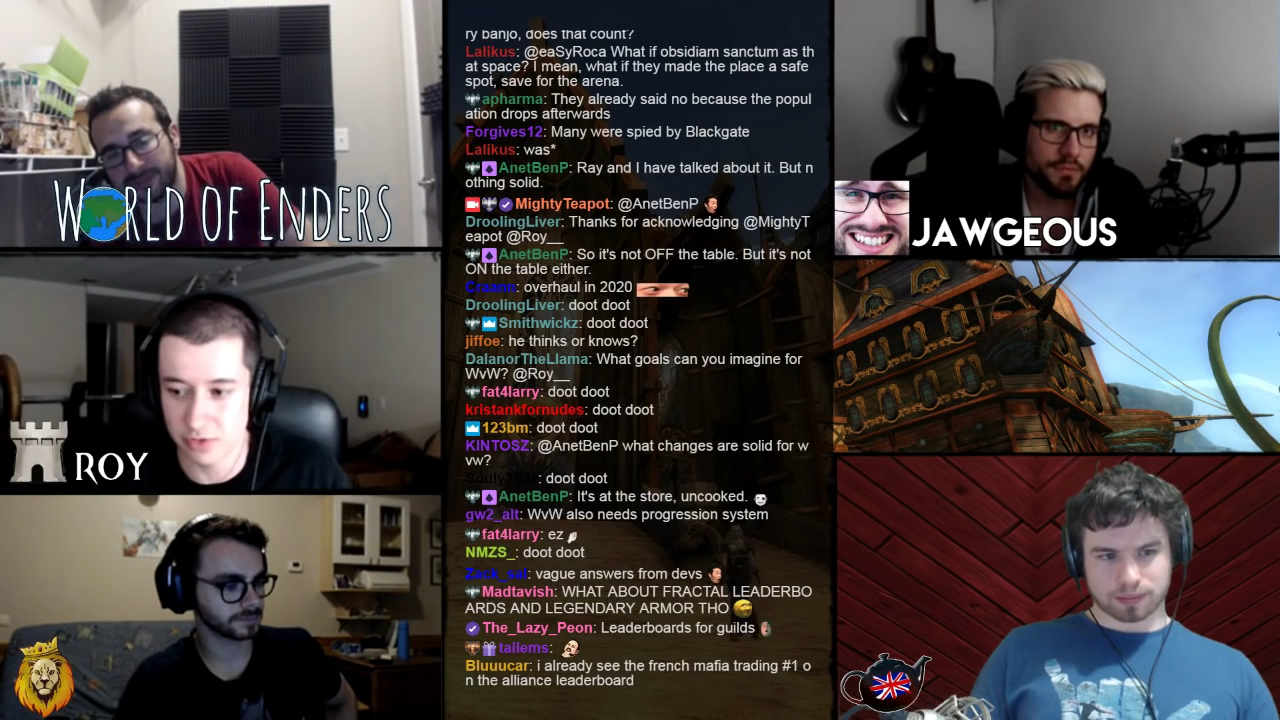 WORLD OF ENDERS
ROY
ry banjo, does that count?
Lalikus: @eaSyRoca What if obsidiam sanctum as th
at space? I mean, what if they made the place a safe
spot, save for the arena.
apharma: They already said no because the popul
ation drops afterwards
Forgives12: Many were spied by Blackgate
Lalikus: was*
AnetBenP: Ray and I have talked about it. But n
othing solid.
MightyTeapot: @AnetBenP
DroolingLiver: Thanks for acknowledging @MightyT
eapot @Roy__
AnetBenP: So it's not OFF the table. But it's not
ON the table either.
: overhaul in 2020
DroolingLiver: doot doot
Smithwickz: doot doot
jiffoe: he thinks or knows?
DalanorTheLlama: What goals can you imagine for
WvW? @Roy__
fat4larry: doot doot
kristankfornudes: doot doot
123bm: doot doot
KINTOSZ: @AnetBenP what changes are solid for w
vw?
: doot doot
AnetBenP: It's at the store, uncooked.
gw2_alt: WvW also needs progression system
fat4larry: ez
NMZS_: doot doot
Zack_sai: vague answers from devs
Madtavish: WHAT ABOUT FRACTAL LEADERBO
ARDS AND LEGENDARY ARMOR THO
The_Lazy_Peon: Leaderboards for guilds
tailems:
Bluuucar: i already see the french mafia trading #1 o
n the alliance leaderboard
JAWGEOUS